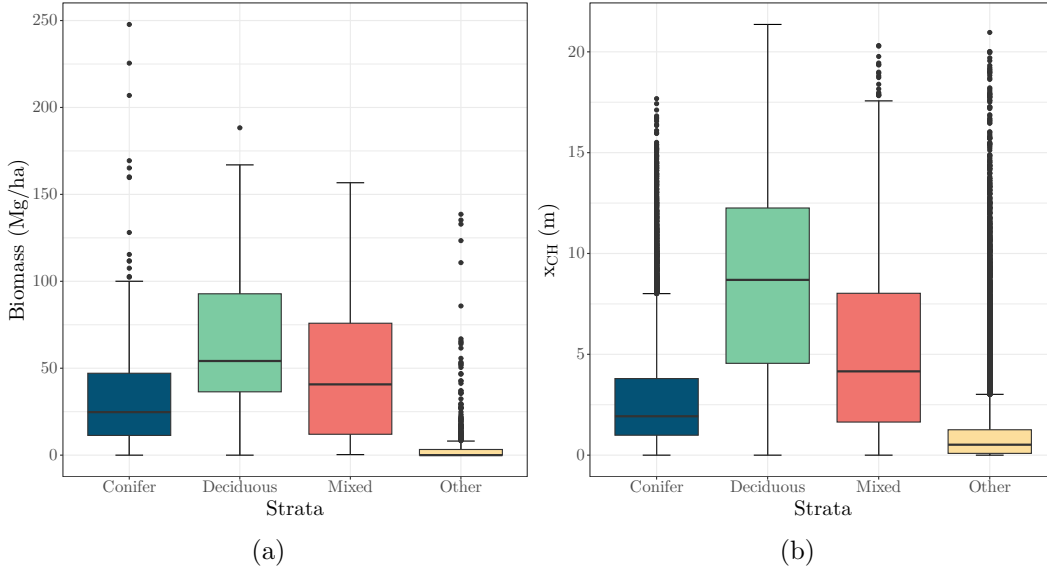 250
200
150
100
50
0
Biomass (Mg/ha)
Conifer Deciduous Mixed Other
Strata
(a)
20
15
10
5
0
x_CH (m)
Conifer Deciduous Mixed Other
Strata
(b)